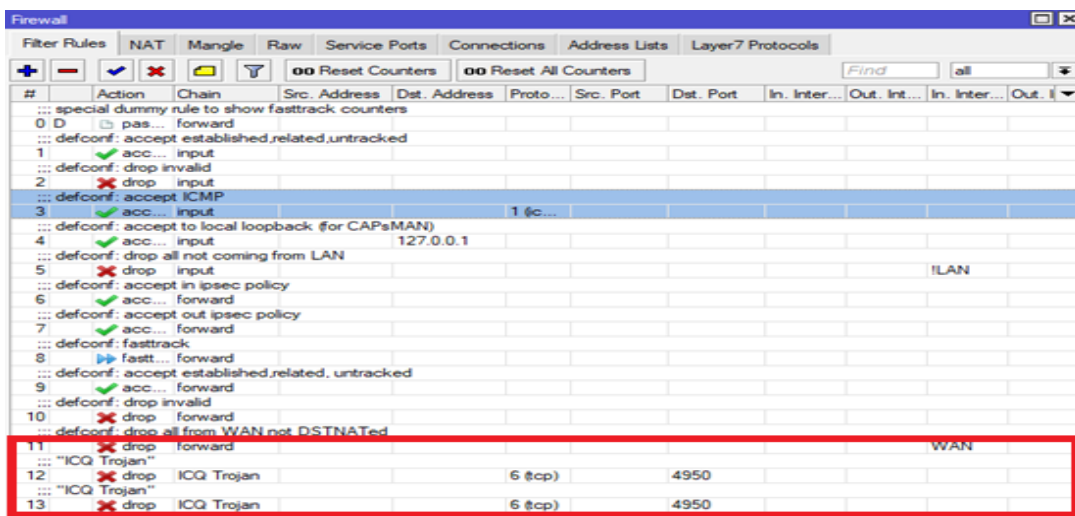 Firewall
Filter Rules NAT Mangle Raw Service Ports Connections Address Lists Layer7 Protocols
00 Reset Counters 00 Reset All Counters Find all
# Action Chain Src. Address Dst. Address Proto... Src. Port Dst. Port In. Inter... Out. Int... In. Inter... Out. I
;;; special dummy rule to show fasttrack counters
0 D pas... forward
;;; defconf: accept established,related,untracked
1 acc... input
;;; defconf: drop invalid
2 drop input
;;; defconf: accept ICMP
3 acc... input 1 (ic...
;;; defconf: accept to local loopback (for CAPsMAN)
4 acc... input 127.0.0.1
;;; defconf: drop all not coming from LAN
5 drop input !LAN
;;; defconf: accept in ipsec policy
6 acc... forward
;;; defconf: accept out ipsec policy
7 acc... forward
;;; defconf: fasttrack
8 fastt... forward
;;; defconf: accept established,related, untracked
9 acc... forward
;;; defconf: drop invalid
10 drop forward
;;; defconf: drop all from WAN not DSTNATed
11 drop forward WAN
;;; "ICQ Trojan"
12 drop ICQ Trojan 6 (tcp) 4950
;;; "ICQ Trojan"
13 drop ICQ Trojan 6 (tcp) 4950